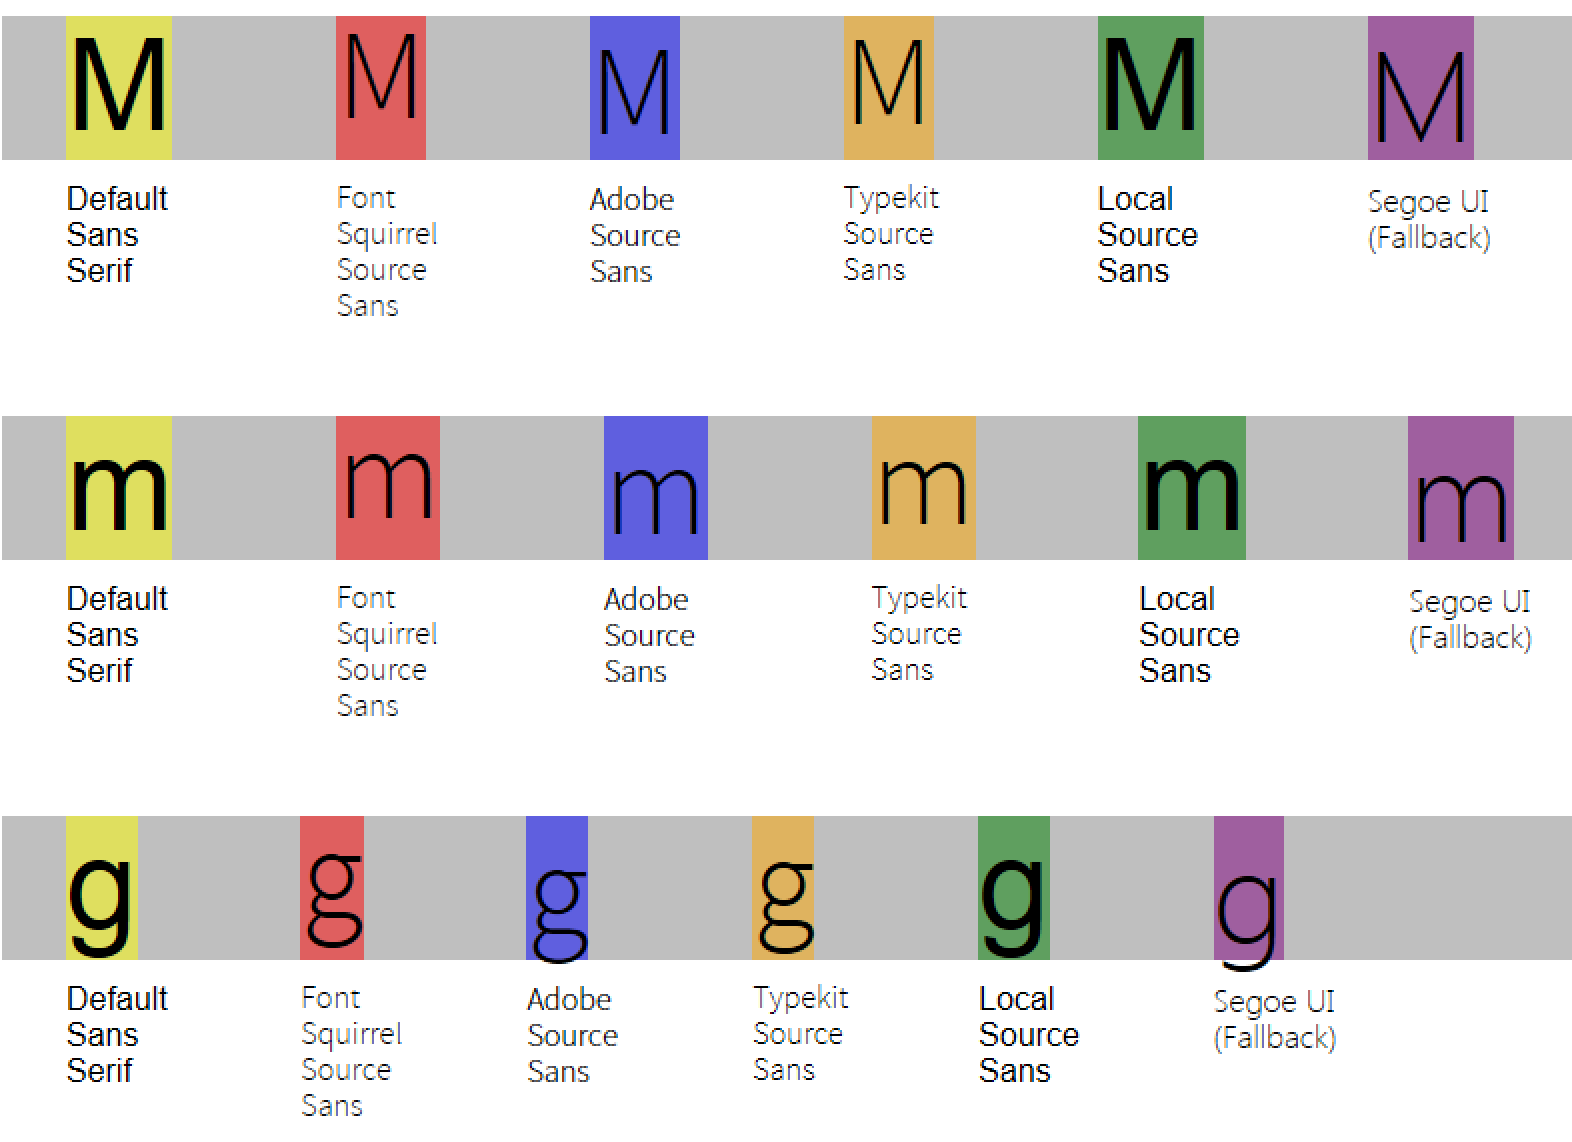 M M M M M M
Default Sans Serif
Font Squirrel Source Sans
Adobe Source Sans
Typekit Source Sans
Local Source Sans
Segoe UI (Fallback)
m m m m m m
Default Sans Serif
Font Squirrel Source Sans
Adobe Source Sans
Typekit Source Sans
Local Source Sans
Segoe UI (Fallback)
g g g g g g
Default Sans Serif
Font Squirrel Source Sans
Adobe Source Sans
Typekit Source Sans
Local Source Sans
Segoe UI (Fallback)